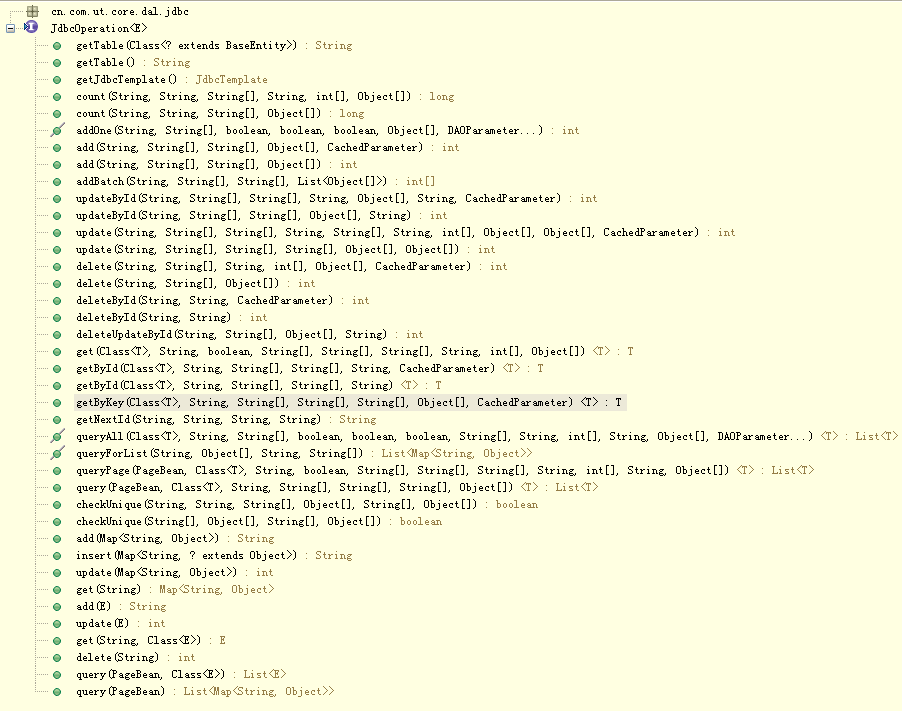 cn.com.ut.core.dal.jdbc
JdbcOperation<E>
getTable(Class<? extends BaseEntity>) : String
getTable() : String
getJdbcTemplate() : JdbcTemplate
count(String, String, String[], String, int[], Object[]) : long
count(String, String, String[], Object[]) : long
addOne(String, String[], boolean, boolean, boolean, Object[], DAOParameter...) : int
add(String, String[], String[], Object[], CachedParameter) : int
add(String, String[], String[], Object[]) : int
addBatch(String, String[], String[], List<Object[]>) : int[]
updateById(String, String[], String[], String, Object[], String, CachedParameter) : int
updateById(String, String[], String[], Object[], String) : int
update(String, String[], String[], String, String[], String, int[], Object[], Object[], CachedParameter) : int
update(String, String[], String[], String[], Object[], Object[]) : int
delete(String, String[], String, int[], Object[], CachedParameter) : int
delete(String, String[], Object[]) : int
deleteById(String, String, CachedParameter) : int
deleteById(String, String) : int
deleteUpdateById(String, String[], Object[], String) : int
get(Class<T>, String, boolean, String[], String[], String[], String, int[], Object[]) <T> : T
getById(Class<T>, String, String[], String[], String, CachedParameter) <T> : T
getById(Class<T>, String, String[], String[], String) <T> : T
getByKey(Class<T>, String, String[], String[], String[], Object[], CachedParameter) <T> : T
getNextId(String, String, String, String) : String
queryAll(Class<T>, String, String[], boolean, boolean, boolean, String[], String, int[], String, Object[], DAOParameter...) <T> : List<T>
queryForList(String, Object[], String, String[]) : List<Map<String, Object>>
queryPage(PageBean, Class<T>, String, boolean, String[], String[], String[], String, int[], String, Object[]) <T> : List<T>
query(PageBean, Class<T>, String, String[], String[], String[], Object[]) <T> : List<T>
checkUnique(String, String, String[], Object[], String[], Object[]) : boolean
checkUnique(String[], Object[], String[], Object[]) : boolean
add(Map<String, Object>) : String
insert(Map<String, ? extends Object>) : String
update(Map<String, Object>) : int
get(String) : Map<String, Object>
add(E) : String
update(E) : int
get(String, Class<E>) : E
delete(String) : int
query(PageBean, Class<E>) : List<E>
query(PageBean) : List<Map<String, Object>>